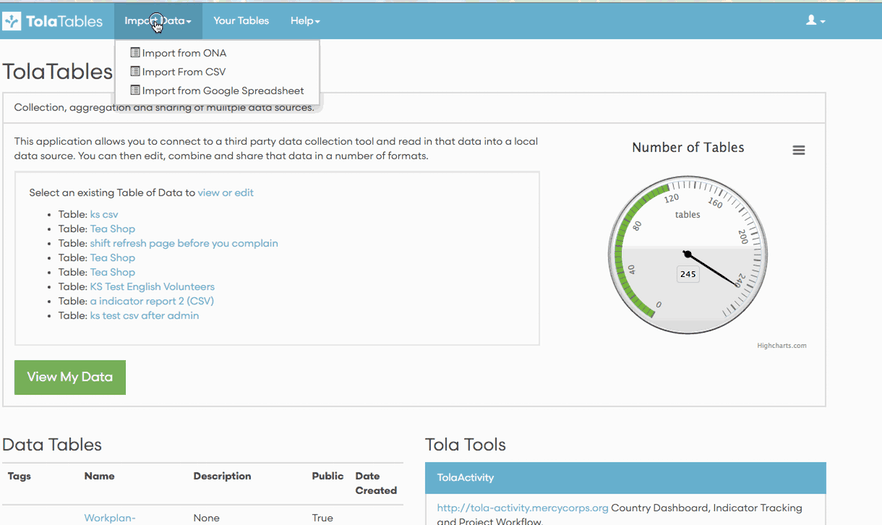 TolaTables Import Data Your Tables Help
Import from ONA
Import From CSV
Import from Google Spreadsheet
TolaTables
Collection, aggregation and sharing of mulitple data sources.
This application allows you to connect to a third party data collection tool and read in that data into a local
data source. You can then edit, combine and share that data in a number of formats.
Select an existing Table of Data to view or edit
Table: ks csv
Table: Tea Shop
Table: shift refresh page before you complain
Table: Tea Shop
Table: Tea Shop
Table: KS Test English Volunteers
Table: a indicator report 2 (CSV)
Table: ks test csv after admin
View My Data
Number of Tables
0
40
80
120
160
200
240
tables
245
Highcharts.com
Data Tables
Tags Name Description Public Date
Created
Workplan- None True
Tola Tools
TolaActivity
http://tola-activity.mercycorps.org Country Dashboard, Indicator Tracking
and Project Workflow.